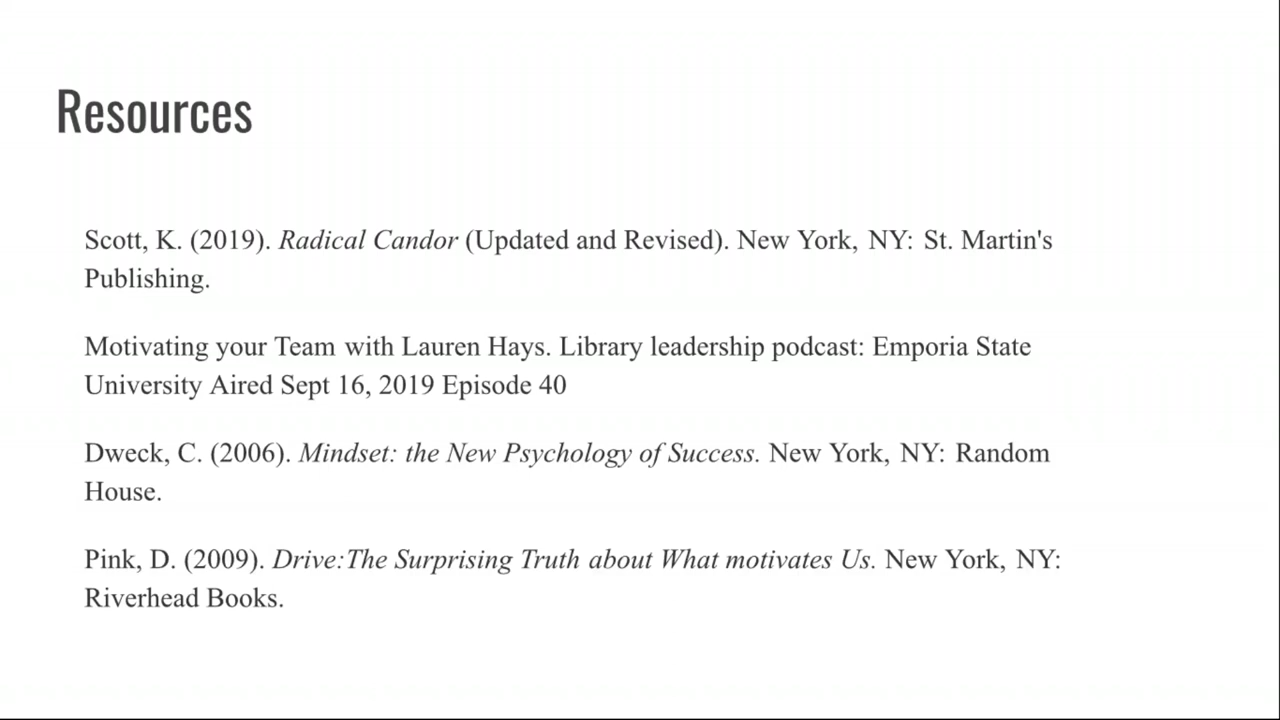 Resources
Scott, K. (2019). Radical Candor (Updated and Revised). New York, NY: St. Martin's
Publishing.
Motivating your Team with Lauren Hays. Library leadership podcast: Emporia State
University Aired Sept 16, 2019 Episode 40
Dweck, C. (2006). Mindset: the New Psychology of Success. New York, NY: Random
House.
Pink, D. (2009). Drive:The Surprising Truth about What motivates Us. New York, NY:
Riverhead Books.